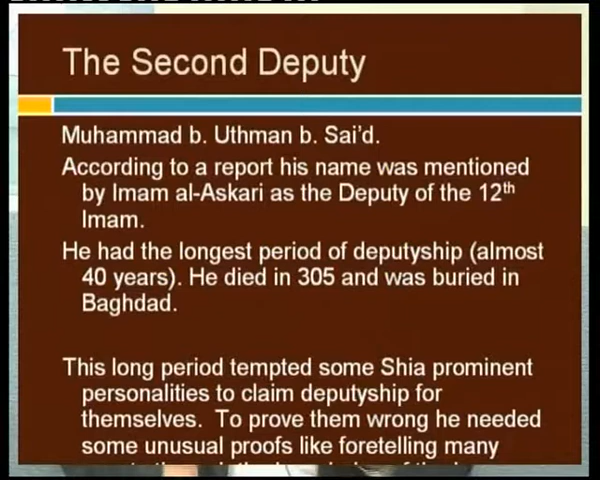 The Second Deputy
Muhammad b. Uthman b. Sai'd.
According to a report his name was mentioned
by Imam al-Askari as the Deputy of the 12th
Imam.
He had the longest period of deputyship (almost
40 years). He died in 305 and was buried in
Baghdad.
This long period tempted some Shia prominent
personalities to claim deputyship for
themselves. To prove them wrong he needed
some unusual proofs like foretelling many